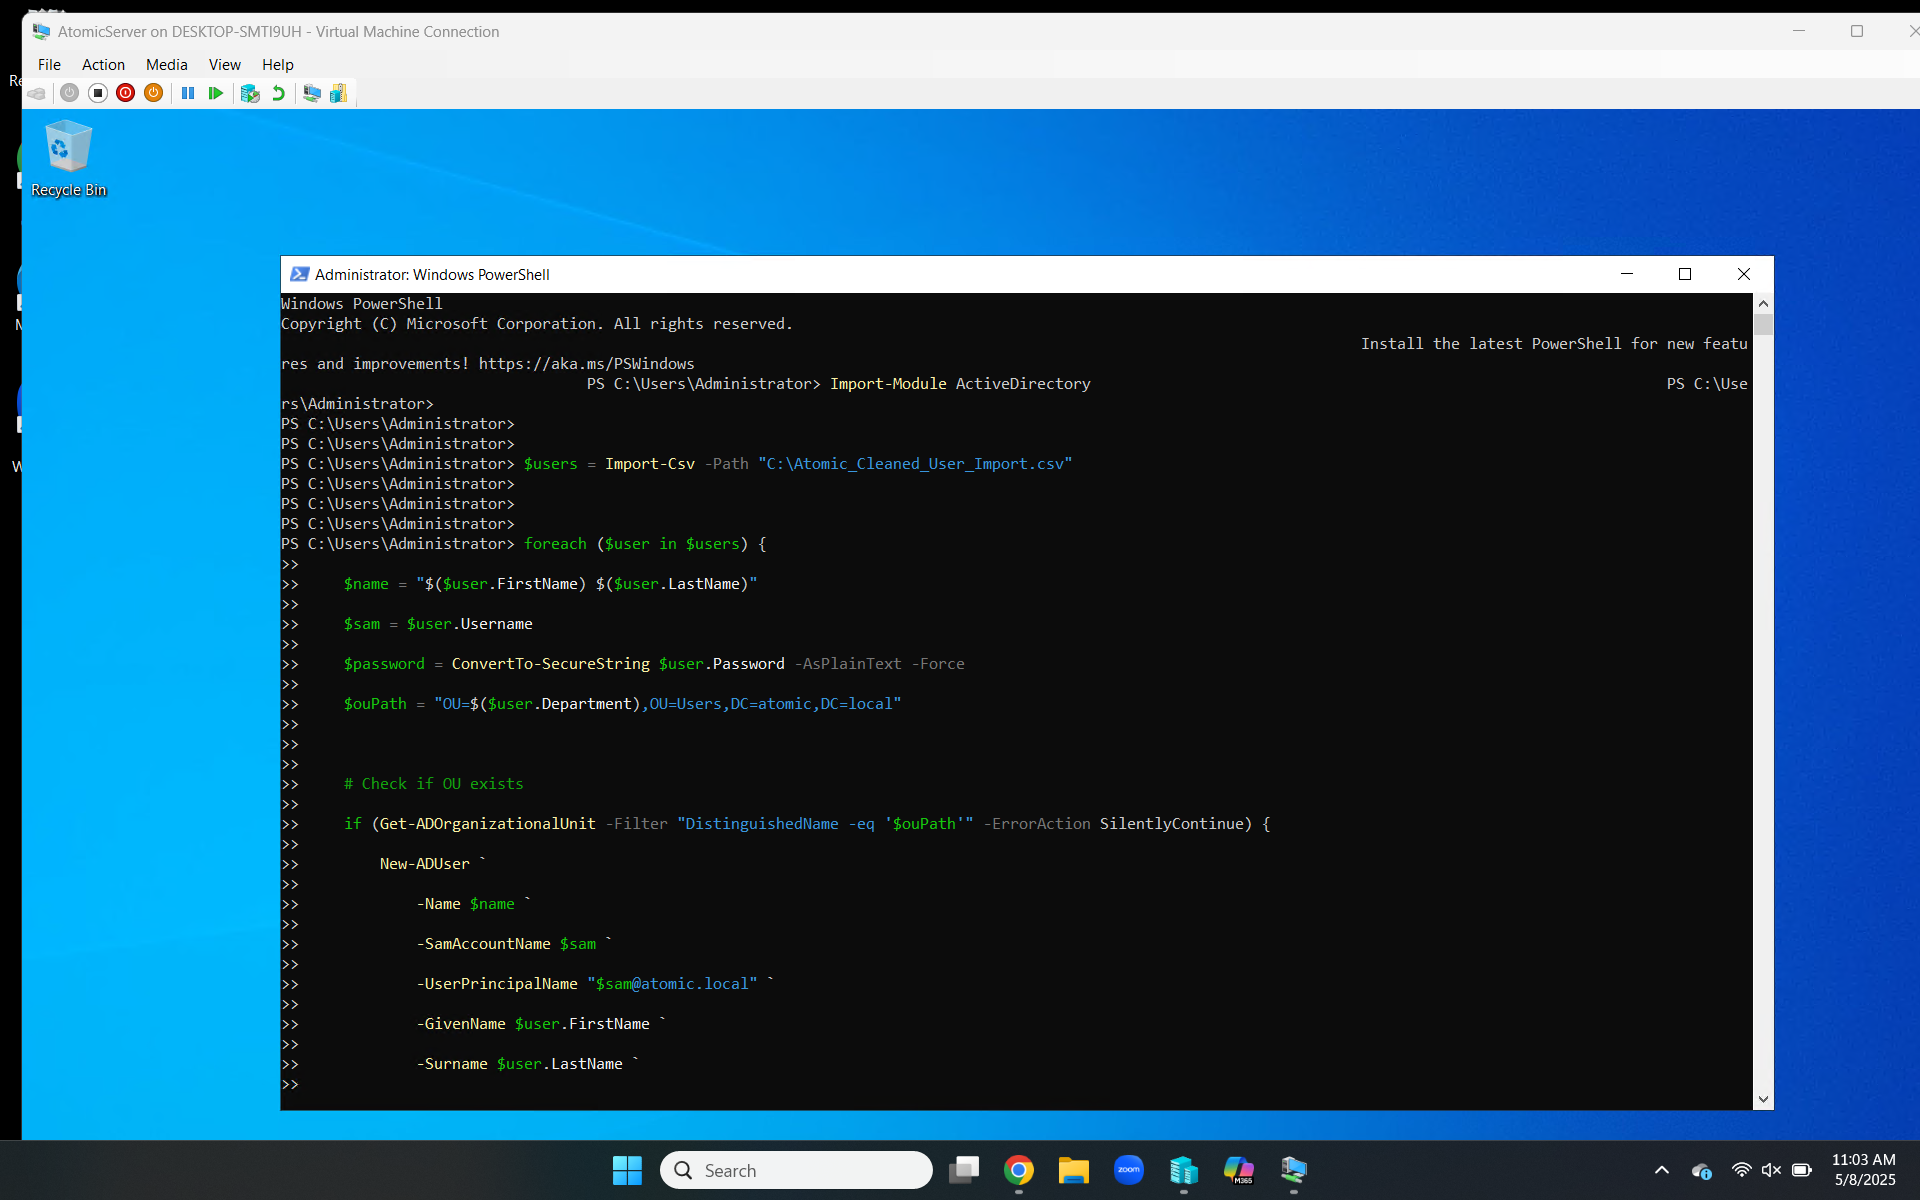 AtomicServer on DESKTOP-SMTI9UH - Virtual Machine Connection
File Action Media View Help
Recycle Bin
Administrator: Windows PowerShell
Windows PowerShell
Copyright (C) Microsoft Corporation. All rights reserved.
Install the latest PowerShell for new featu
res and improvements! https://aka.ms/PSWindows
PS C:\Users\Administrator> Import-Module ActiveDirectory PS C:\Use
rs\Administrator>
PS C:\Users\Administrator>
PS C:\Users\Administrator>
PS C:\Users\Administrator> $users = Import-Csv -Path "C:\Atomic_Cleaned_User_Import.csv"
PS C:\Users\Administrator>
PS C:\Users\Administrator>
PS C:\Users\Administrator>
PS C:\Users\Administrator> foreach ($user in $users) {
>>
>> $name = "$($user.FirstName) $($user.LastName)"
>>
>> $sam = $user.Username
>>
>> $password = ConvertTo-SecureString $user.Password -AsPlainText -Force
>>
>> $ouPath = "OU=$($user.Department),OU=Users,DC=atomic,DC=local"
>>
>>
>>
>> # Check if OU exists
>>
>> if (Get-ADOrganizationalUnit -Filter "DistinguishedName -eq '$ouPath'" -ErrorAction SilentlyContinue) {
>>
>> New-ADUser `
>>
>> -Name $name `
>>
>> -SamAccountName $sam `
>>
>> -UserPrincipalName "$sam@atomic.local" `
>>
>> -GivenName $user.FirstName `
>>
>> -Surname $user.LastName `
>>
Search
zoom
M365
11:03 AM
5/8/2025